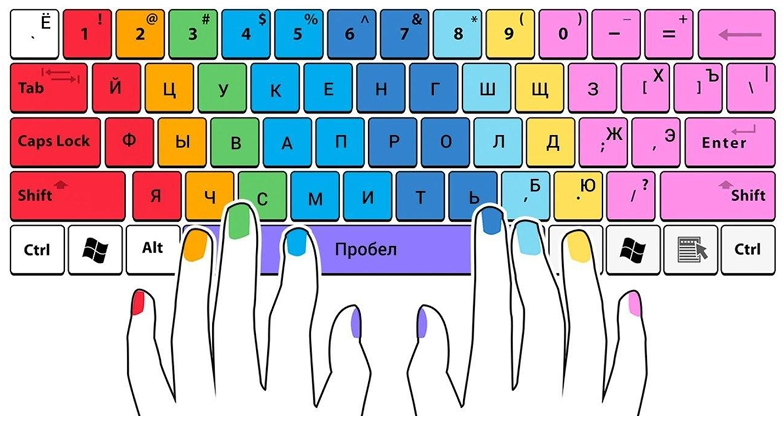 ` Ё 1 ! 2 @ 3 # 4 $ 5 % 6 ^ 7 & 8 * 9 ( 0 ) – _ = +
Tab Й Ц У К Е Н Г Ш Щ З [ Х ] Ъ \ |
Caps Lock Ф Ы В А П Р О Л Д ; Ж , Э Enter
Shift Я Ч С М И Т Ь , Б . Ю / ? Shift
Ctrl Alt Пробел Ctrl